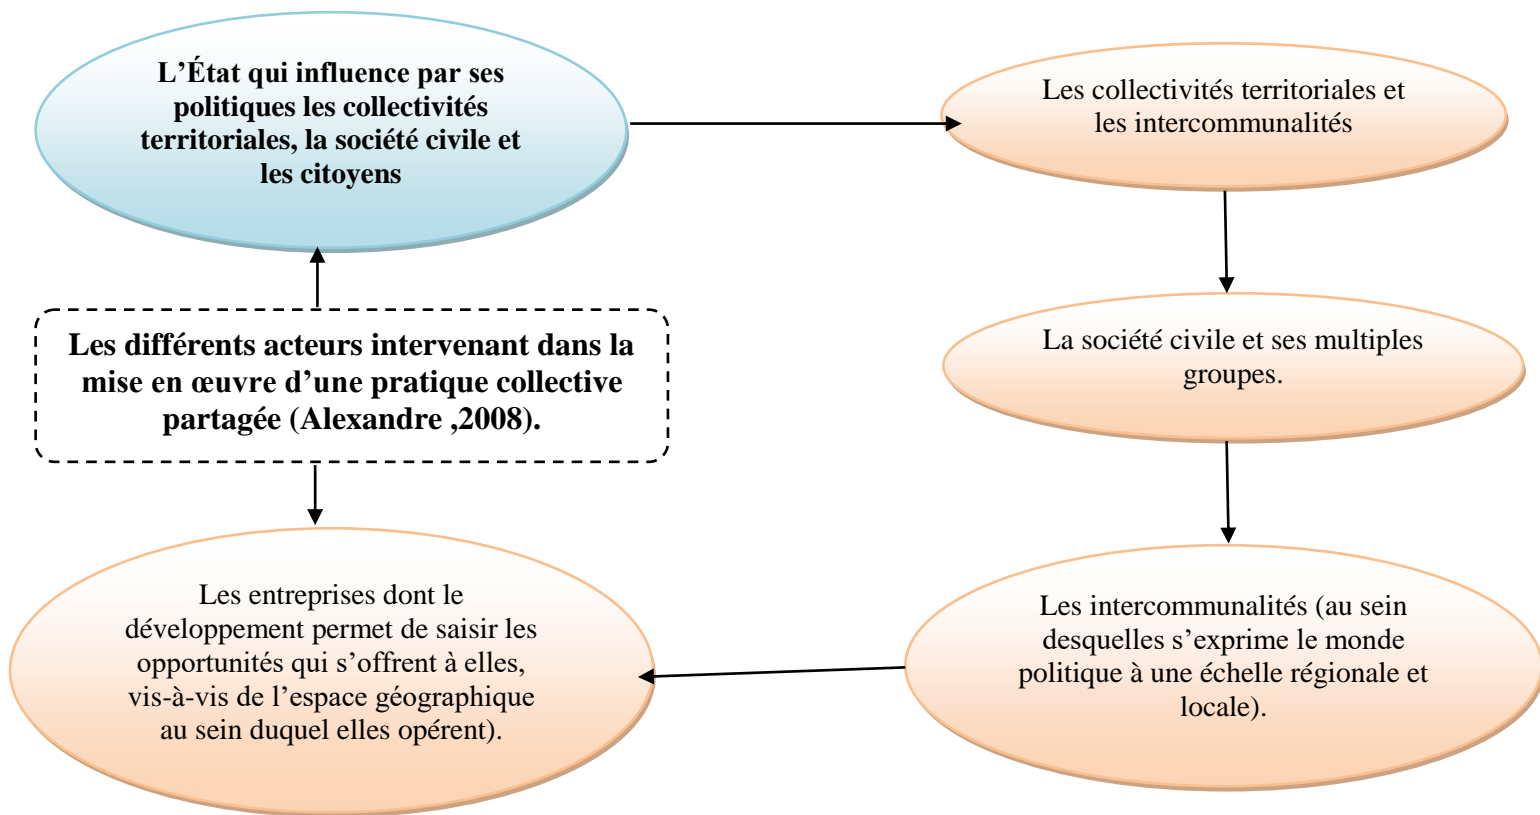 L’État qui influence par ses
politiques les collectivités
territoriales, la société civile et
les citoyens
Les collectivités territoriales et
les intercommunalités
Les différents acteurs intervenant dans la
mise en œuvre d’une pratique collective
partagée (Alexandre ,2008).
La société civile et ses multiples
groupes.
Les entreprises dont le
développement permet de saisir les
opportunités qui s’offrent à elles,
vis-à-vis de l’espace géographique
au sein duquel elles opérent).
Les intercommunalités (au sein
desquelles s’exprime le monde
politique à une échelle régionale et
locale).